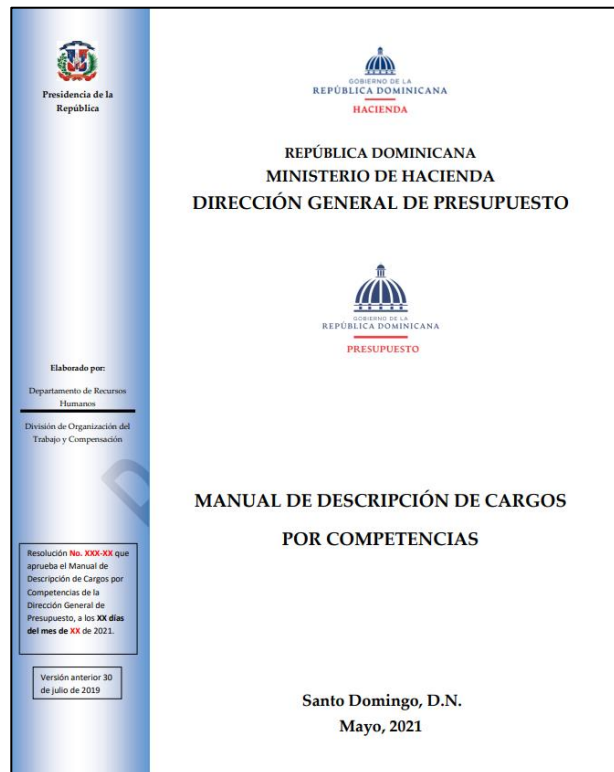 Presidencia de la
República
Elaborado por:
Departamento de Recursos
Humanos
División de Organización del
Trabajo y Compensación
Resolución No. XXX-XX que
aprueba el Manual de
Descripción de Cargos por
Competencias de la
Dirección General de
Presupuesto, a los XX días
del mes de XX de 2021.
Versión anterior 30
de julio de 2019
GOBIERNO DE LA
REPÚBLICA DOMINICANA
HACIENDA
REPÚBLICA DOMINICANA
MINISTERIO DE HACIENDA
DIRECCIÓN GENERAL DE PRESUPUESTO
GOBIERNO DE LA
REPÚBLICA DOMINICANA
PRESUPUESTO
MANUAL DE DESCRIPCIÓN DE CARGOS
POR COMPETENCIAS
Santo Domingo, D.N.
Mayo, 2021